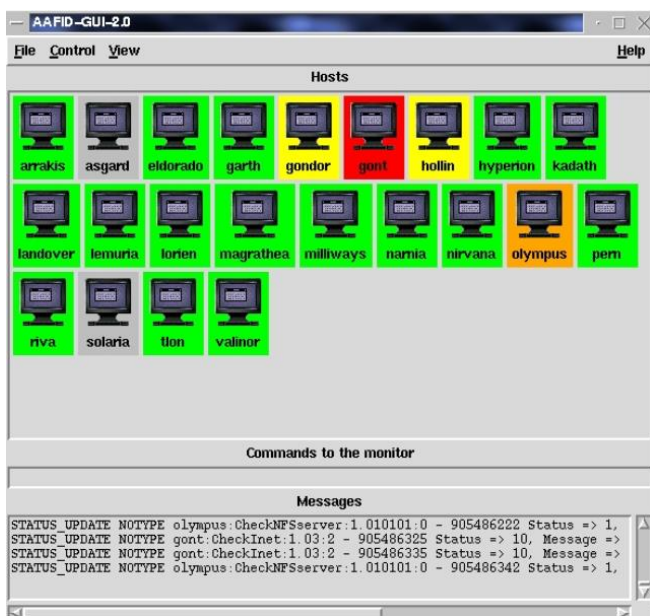 AAFID-GUI-2.0
File Control View Help
Hosts
arrakis asgard eldorado garth gondor gont hollin hyperion kadath
landover lemuria lorien magrathea milliways narnia nirvana olympus pern
riva solaria tlon valinor
Commands to the monitor
Messages
STATUS_UPDATE NOTYPE olympus:CheckNFSserver:1.010101:0 - 905486222 Status => 1,
STATUS_UPDATE NOTYPE gont:CheckInet:1.03:2 - 905486325 Status => 10, Message =>
STATUS_UPDATE NOTYPE gont:CheckInet:1.03:2 - 905486335 Status => 10, Message =>
STATUS_UPDATE NOTYPE olympus:CheckNFSserver:1.010101:0 - 905486342 Status => 1,